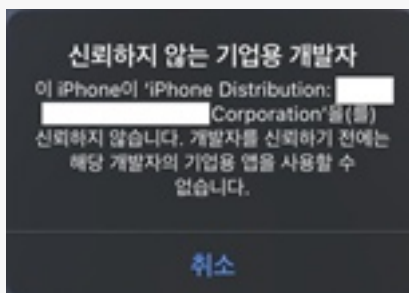 신뢰하지 않는 기업용 개발자
이 iPhone이 ‘iPhone Distribution:
Corporation’을(를)
신뢰하지 않습니다. 개발자를 신뢰하기 전에는
해당 개발자의 기업용 앱을 사용할 수
없습니다.
취소